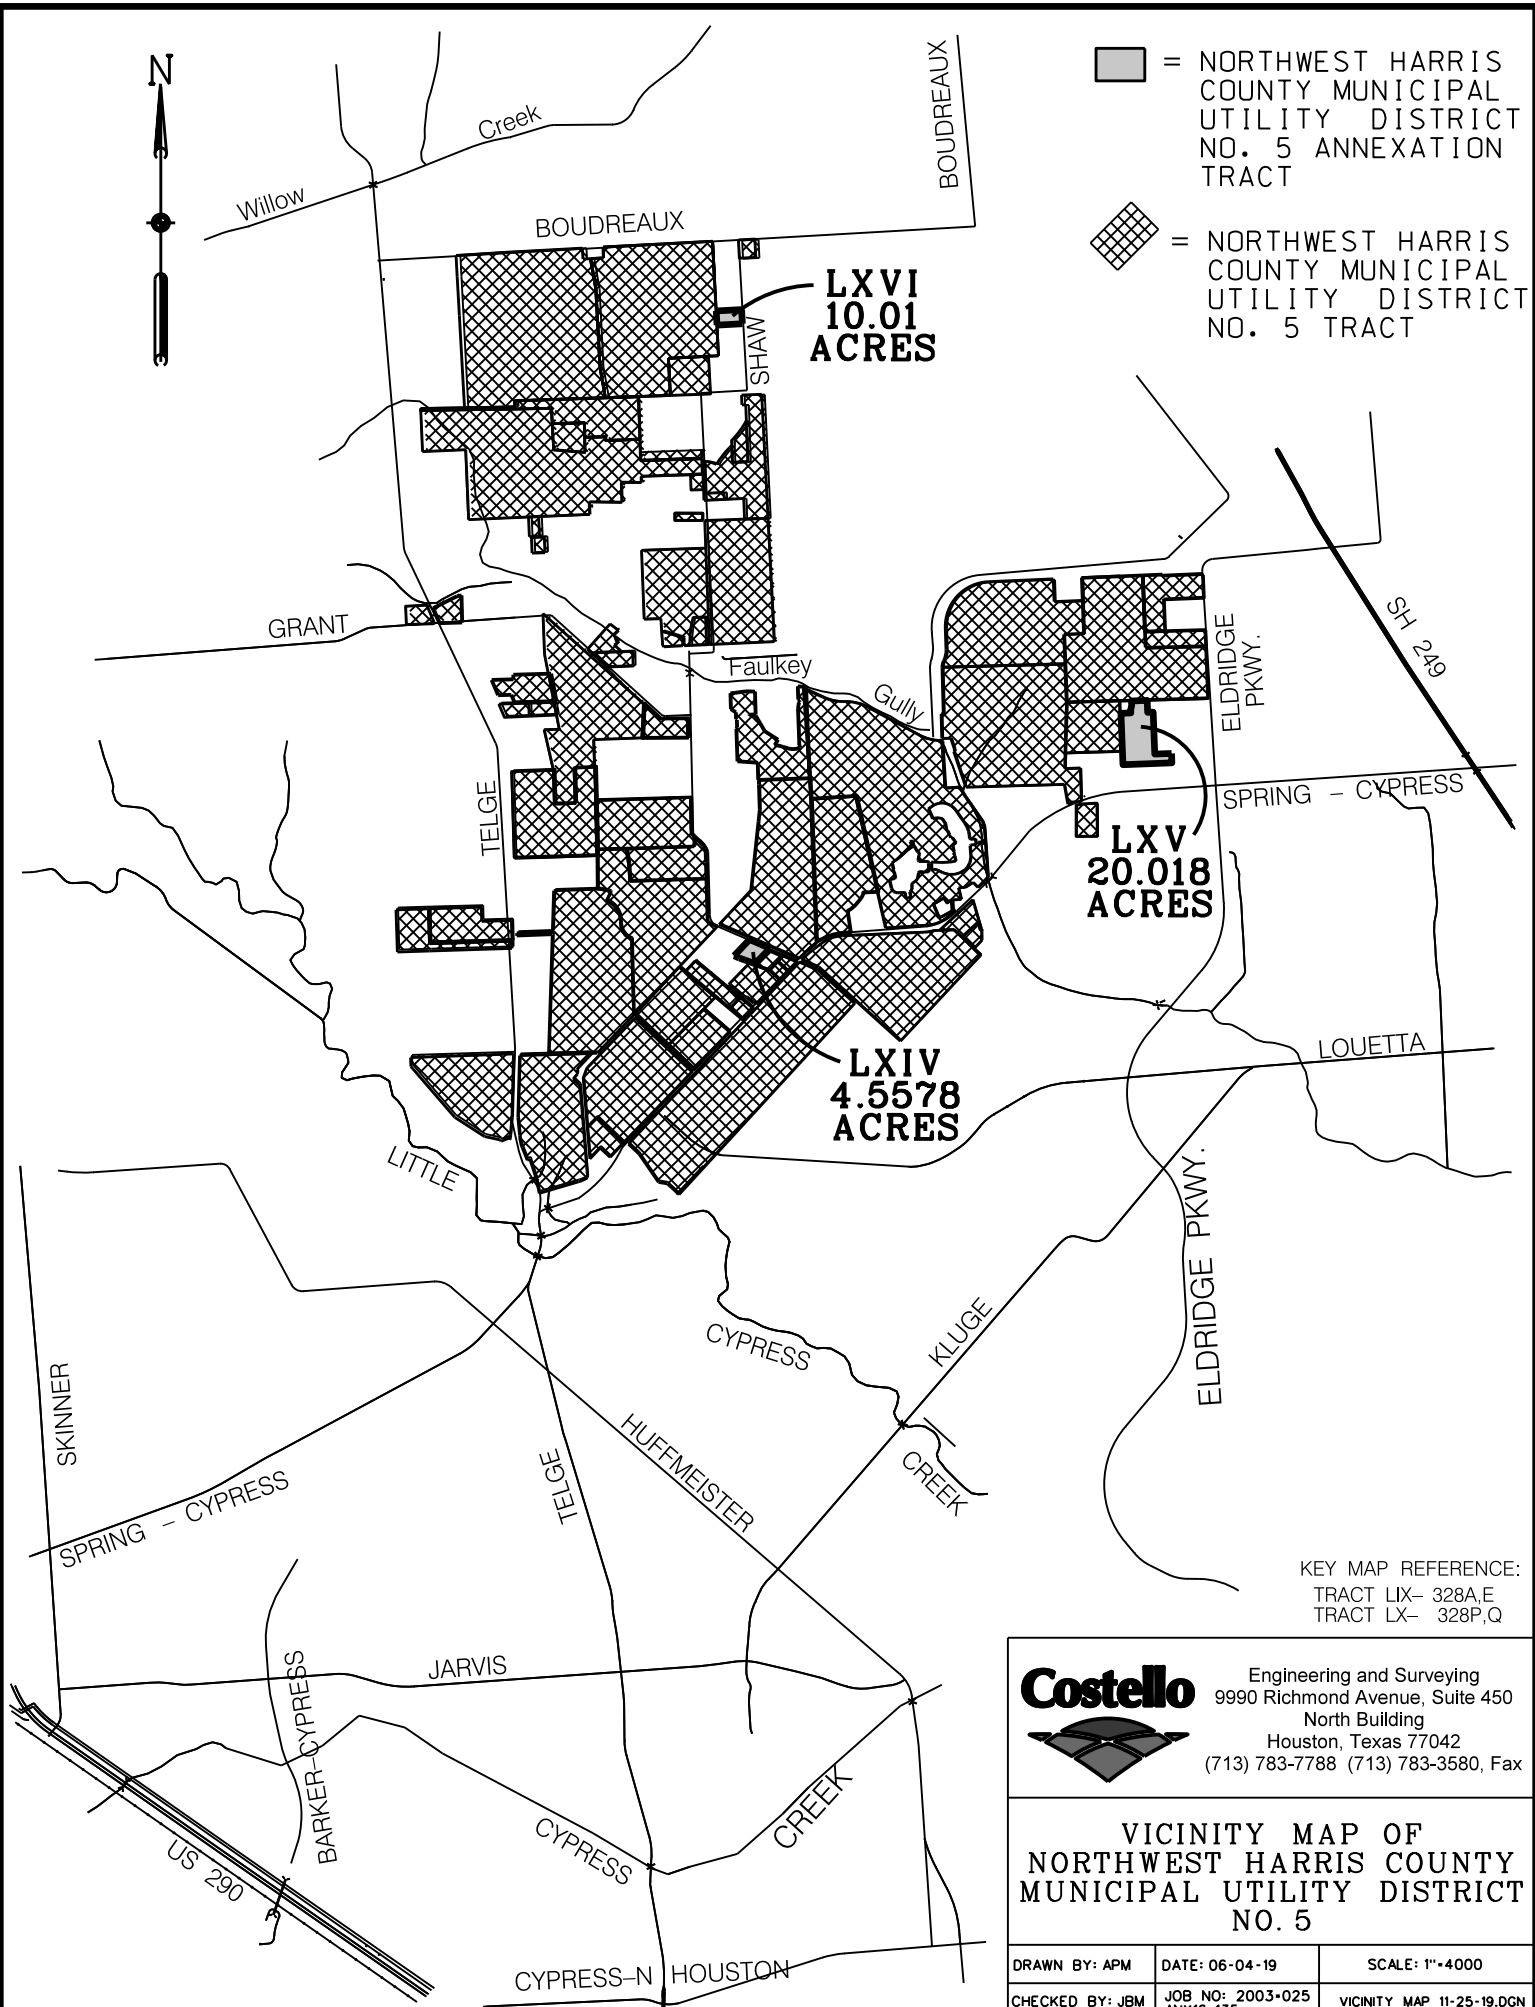 N
= NORTHWEST HARRIS
COUNTY MUNICIPAL
UTILITY DISTRICT
NO. 5 ANNEXATION
TRACT
= NORTHWEST HARRIS
COUNTY MUNICIPAL
UTILITY DISTRICT
NO. 5 TRACT
BOUDREAUX
Creek
Willow
BOUDREAUX
LXVI
10.01
ACRES
SHAW
GRANT
Faulkey
Gully
ELDRIDGE
PKWY.
SH 249
TELGE
SPRING - CYPRESS
LXV
20.018
ACRES
LOUETTA
LXIV
4.5578
ACRES
LITTLE
ELDRIDGE PKWY.
CYPRESS
KLUGE
CREEK
SKINNER
HUFFMEISTER
TELGE
SPRING - CYPRESS
KEY MAP REFERENCE:
TRACT LIX- 328A,E
TRACT LX- 328P,Q
JARVIS
BARKER-CYPRESS
US 290
CYPRESS
CREEK
CYPRESS-N HOUSTON
Costello
Engineering and Surveying
9990 Richmond Avenue, Suite 450
North Building
Houston, Texas 77042
(713) 783-7788 (713) 783-3580, Fax
VICINITY MAP OF
NORTHWEST HARRIS COUNTY
MUNICIPAL UTILITY DISTRICT
NO. 5
DRAWN BY: APM
DATE: 06-04-19
SCALE: 1"=4000
CHECKED BY: JBM
JOB NO: 2003-025
VICINITY MAP 11-25-19.DGN